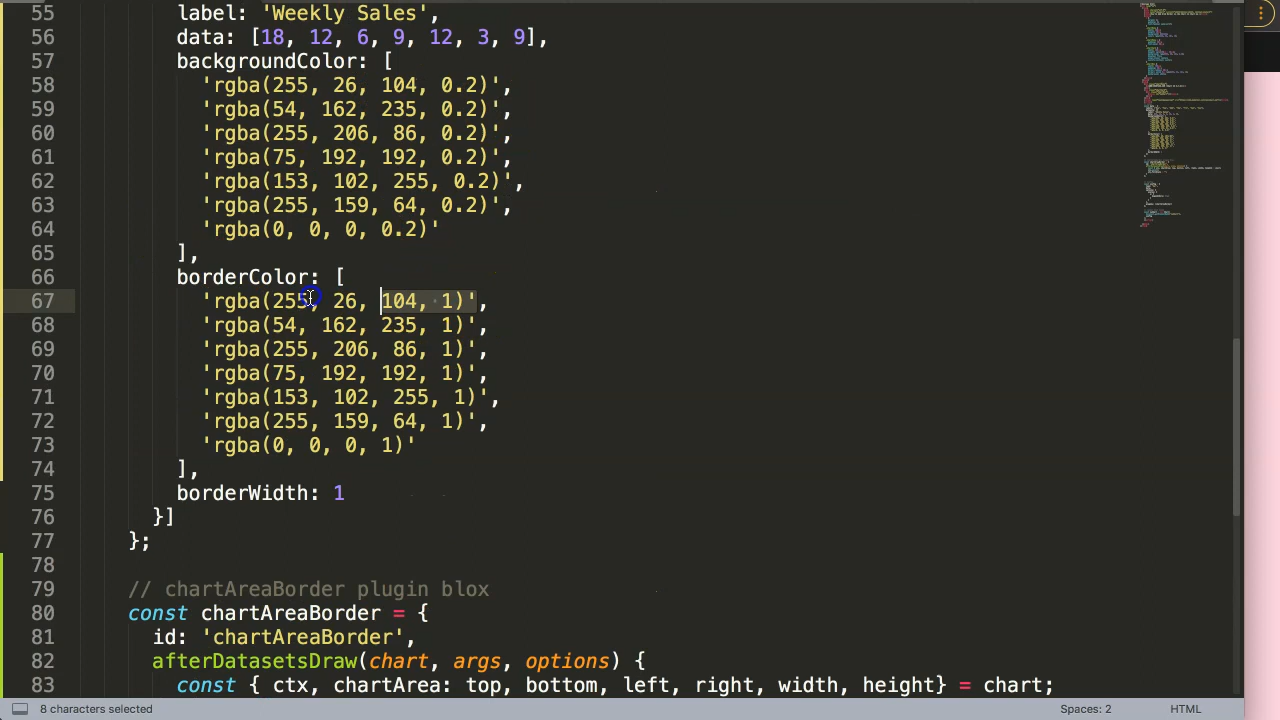 55 label: 'Weekly Sales',
56 data: [18, 12, 6, 9, 12, 3, 9],
57 backgroundColor: [
58 'rgba(255, 26, 104, 0.2)',
59 'rgba(54, 162, 235, 0.2)',
60 'rgba(255, 206, 86, 0.2)',
61 'rgba(75, 192, 192, 0.2)',
62 'rgba(153, 102, 255, 0.2)',
63 'rgba(255, 159, 64, 0.2)',
64 'rgba(0, 0, 0, 0.2)'
65 ],
66 borderColor: [
67 'rgba(255, 26, 104, 1)',
68 'rgba(54, 162, 235, 1)',
69 'rgba(255, 206, 86, 1)',
70 'rgba(75, 192, 192, 1)',
71 'rgba(153, 102, 255, 1)',
72 'rgba(255, 159, 64, 1)',
73 'rgba(0, 0, 0, 1)'
74 ],
75 borderWidth: 1
76 }]
77 };
78
79 // chartAreaBorder plugin blox
80 const chartAreaBorder = {
81 id: 'chartAreaBorder',
82 afterDatasetsDraw(chart, args, options) {
83 const { ctx, chartArea: top, bottom, left, right, width, height} = chart;
8 characters selected Spaces: 2 HTML